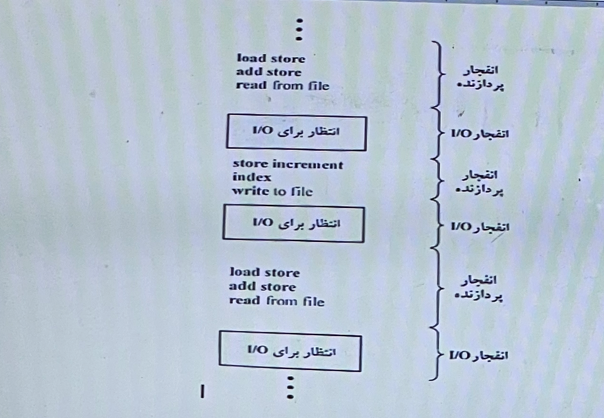 load store
add store
read from file
انفجار
پردازنده
انتظار برای I/O
انفجار I/O
store increment
index
write to file
انفجار
پردازنده
انتظار برای I/O
انفجار I/O
load store
add store
read from file
انفجار
پردازنده
انتظار برای I/O
انفجار I/O